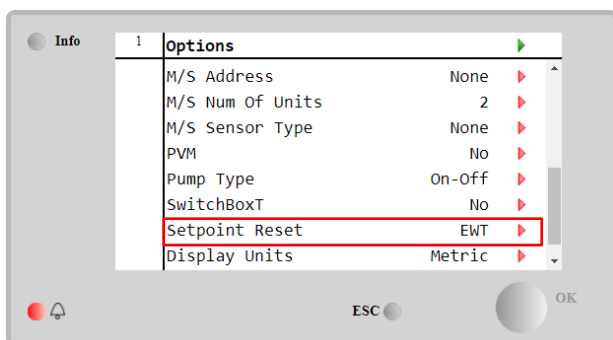 Info
1 Options
M/S Address None
M/S Num Of Units 2
M/S Sensor Type None
PVM No
Pump Type On-Off
SwitchBoxT No
Setpoint Reset EWT
Display Units Metric
ESC
OK